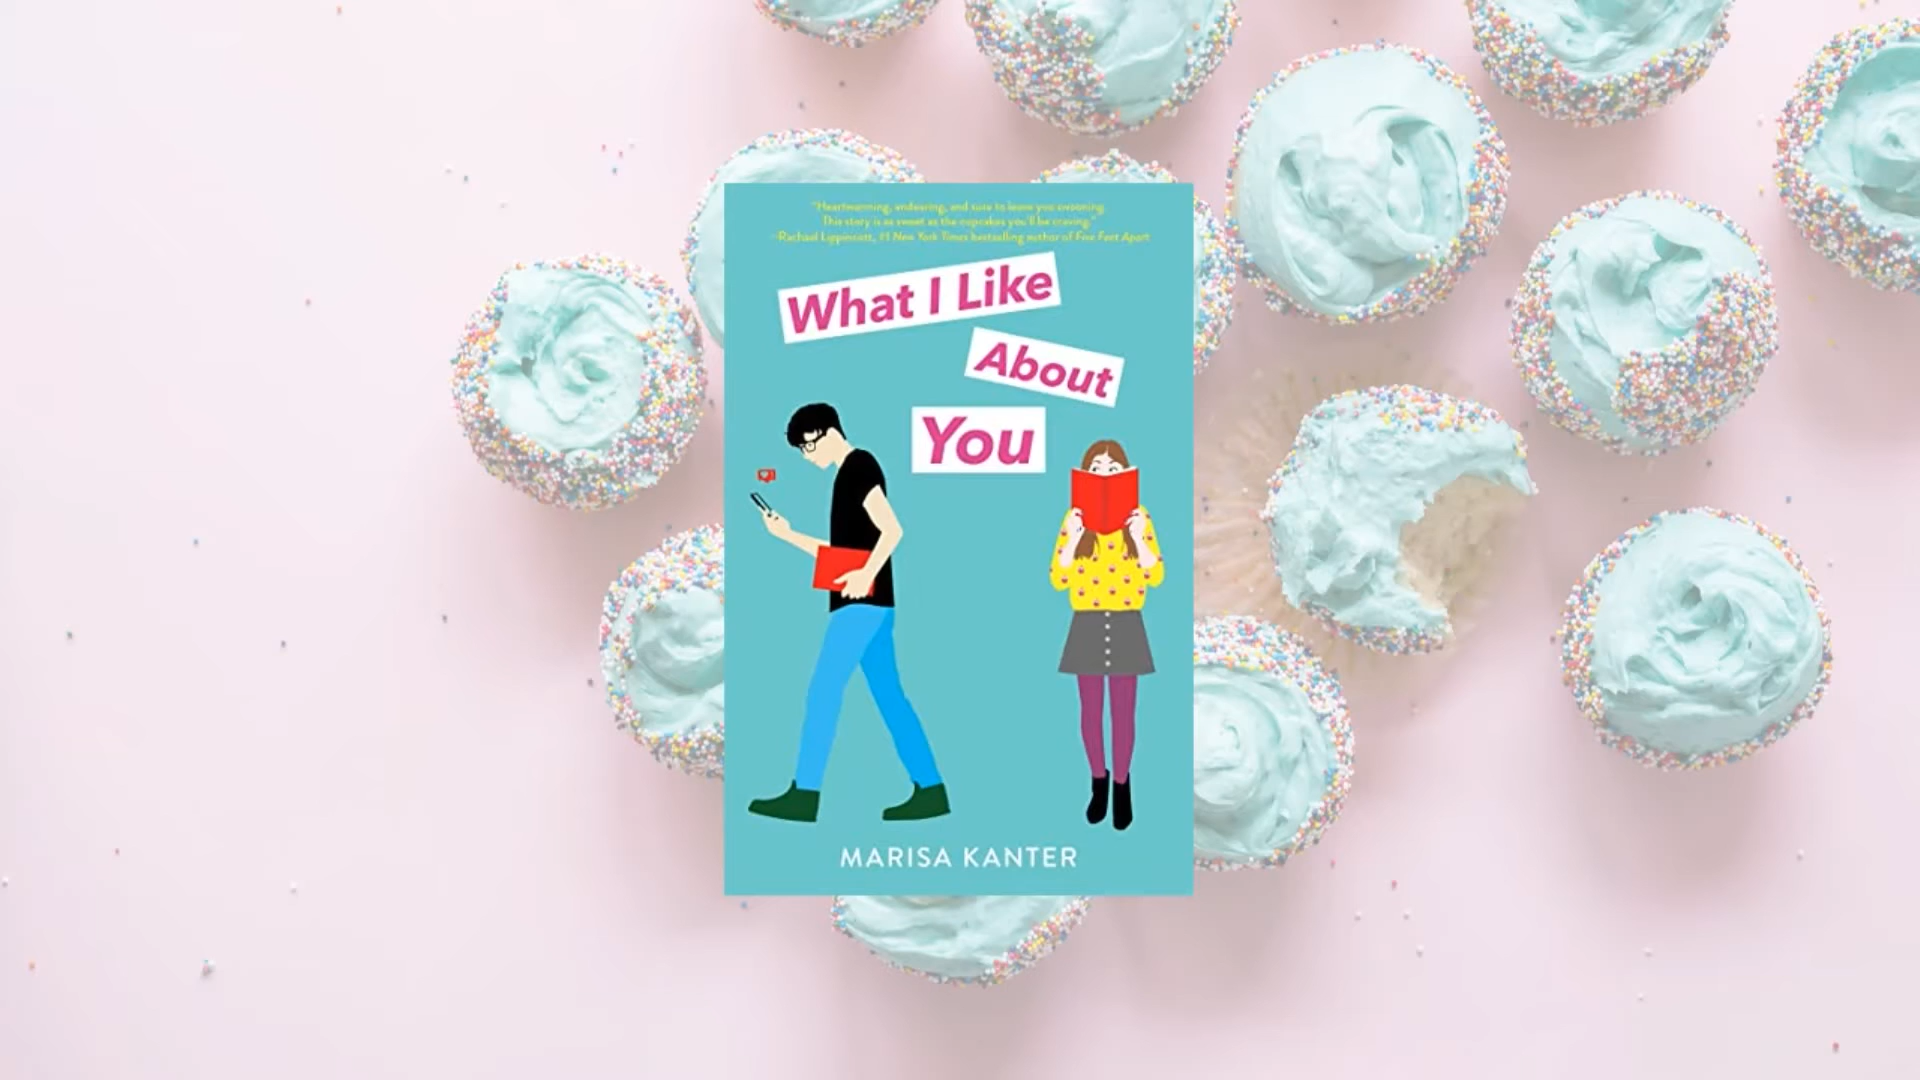 "Heartwarming, endearing, and sure to leave you swooning.
This story is as sweet as the cupcakes you'll be craving."
–Rachael Lippincott, #1 New York Times bestselling author of Five Feet Apart
What I Like
About
You
MARISA KANTER